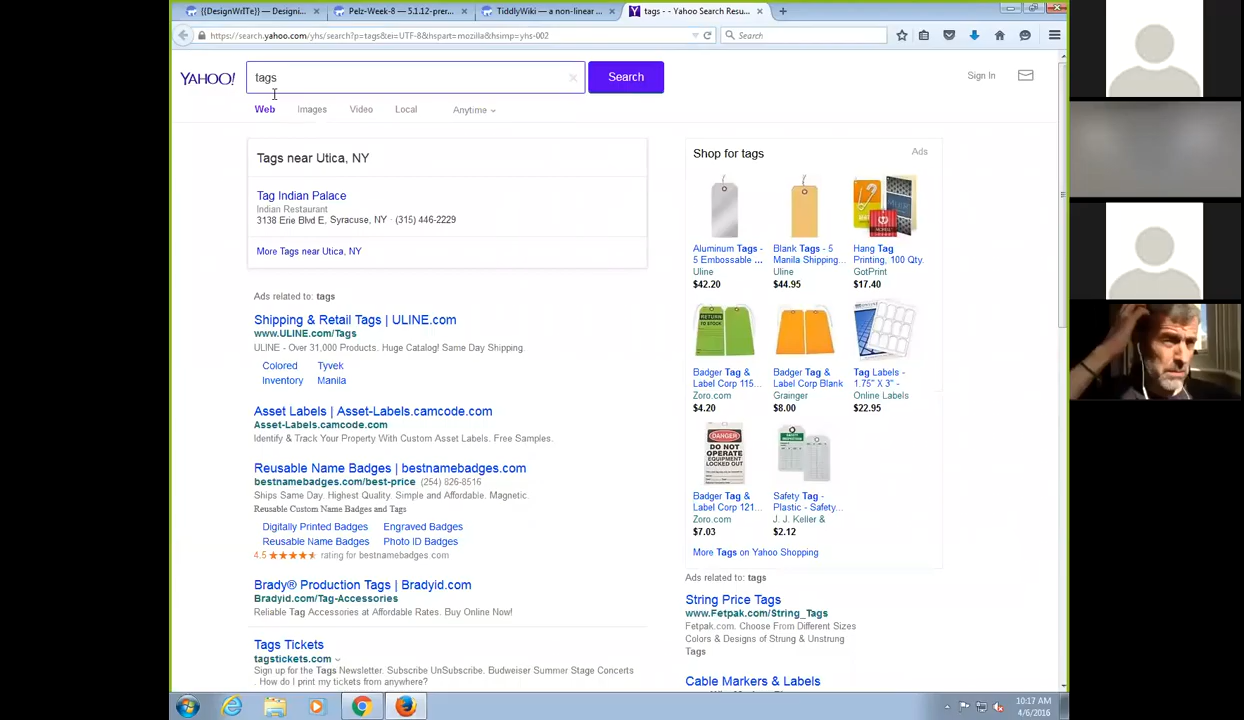 {{DesignWrITe}} — Designi...
Pelz-Week-8 — 5.1.12-prer...
TiddlyWiki — a non-linear ...
tags - - Yahoo Search Resu...
https://search.yahoo.com/yhs/search?p=tags&ei=UTF-8&hspart=mozilla&hsimp=yhs-002
Search
YAHOO!
tags
Search
Sign In
Web
Images
Video
Local
Anytime
Tags near Utica, NY
Tag Indian Palace
Indian Restaurant
3138 Erie Blvd E, Syracuse, NY · (315) 446-2229
More Tags near Utica, NY
Ads related to: tags
Shipping & Retail Tags | ULINE.com
www.ULINE.com/Tags
ULINE - Over 31,000 Products. Huge Catalog! Same Day Shipping.
Colored
Tyvek
Inventory
Manila
Asset Labels | Asset-Labels.camcode.com
Asset-Labels.camcode.com
Identify & Track Your Property With Custom Asset Labels. Free Samples.
Reusable Name Badges | bestnamebadges.com
bestnamebadges.com/best-price (254) 826-8516
Ships Same Day. Highest Quality. Simple and Affordable. Magnetic.
Reusable Custom Name Badges and Tags
Digitally Printed Badges
Engraved Badges
Reusable Name Badges
Photo ID Badges
4.5 ★★★★★ rating for bestnamebadges.com
Brady® Production Tags | Bradyid.com
Bradyid.com/Tag-Accessories
Reliable Tag Accessories at Affordable Rates. Buy Online Now!
Tags Tickets
tagstickets.com
Sign up for the Tags Newsletter. Subscribe UnSubscribe. Budweiser Summer Stage Concerts
. How do I print my tickets from anywhere?
Shop for tags
Ads
Aluminum Tags -
5 Embossable ...
Uline
$42.20
Blank Tags - 5
Manila Shipping...
Uline
$44.95
Hang Tag
Printing, 100 Qty.
GotPrint
$17.40
RETURN
TO STOCK
Badger Tag &
Label Corp 115...
Zoro.com
$4.20
Badger Tag &
Label Corp Blank
Grainger
$8.00
Tag Labels -
1.75" X 3" -
Online Labels
$22.95
DANGER
DO NOT
OPERATE
EQUIPMENT
LOCKED OUT
Badger Tag &
Label Corp 121...
Zoro.com
$7.03
Safety Tag -
Plastic - Safety...
J. J. Keller &
$2.12
More Tags on Yahoo Shopping
Ads related to: tags
String Price Tags
www.Fetpak.com/String_Tags
Fetpak.com. Choose From Different Sizes
Colors & Designs of Strung & Unstrung
Tags
Cable Markers & Labels
10:17 AM
4/6/2016